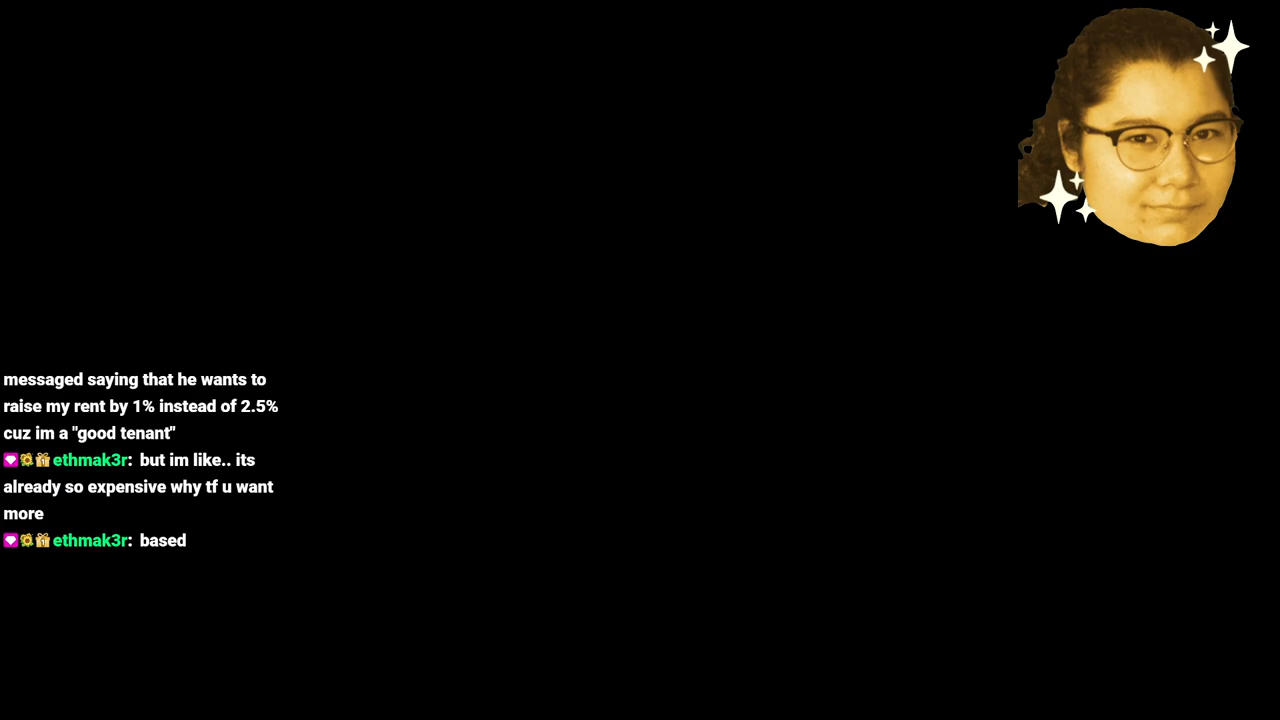 messaged saying that he wants to
raise my rent by 1% instead of 2.5%
cuz im a "good tenant"
ethmak3r: but im like.. its
already so expensive why tf u want
more
ethmak3r: based